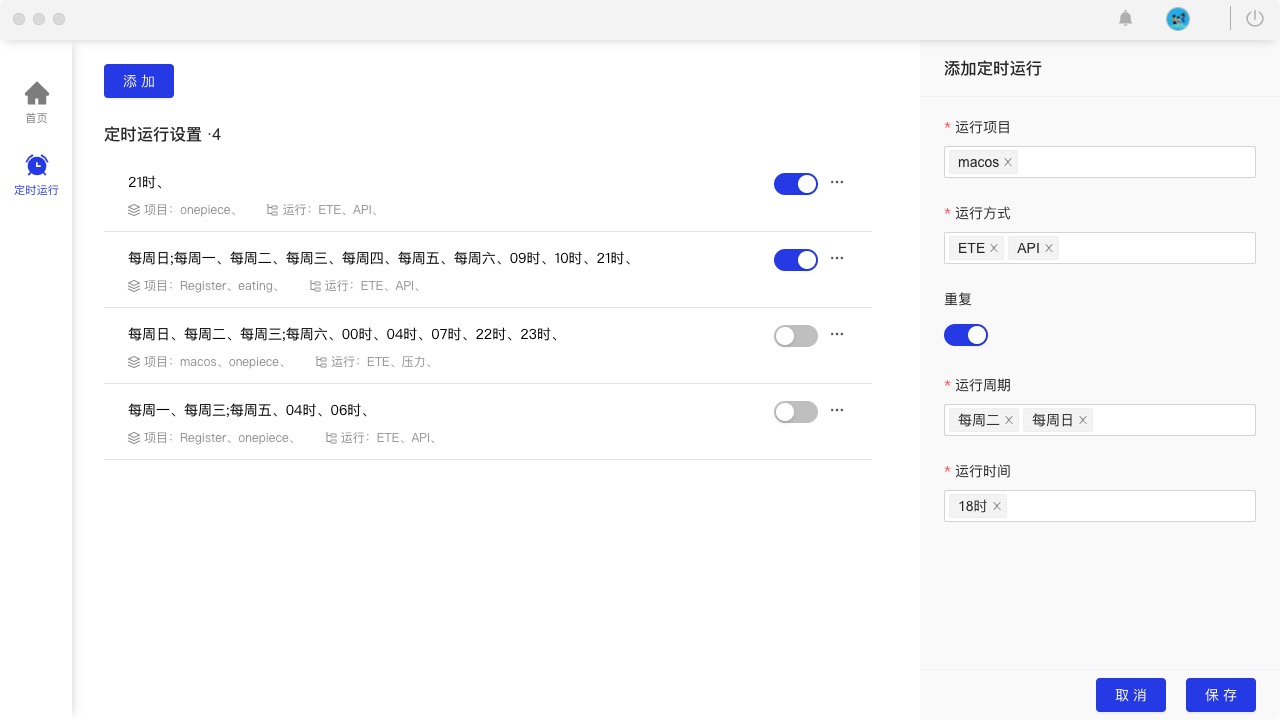 首页
定时运行
添 加
定时运行设置 ·4
21时、
项目：onepiece、 运行：ETE、API、
每周日;每周一、每周二、每周三、每周四、每周五、每周六、09时、10时、21时、
项目：Register、eating、 运行：ETE、API、
每周日、每周二、每周三;每周六、00时、04时、07时、22时、23时、
项目：macos、onepiece、 运行：ETE、压力、
每周一、每周三;每周五、04时、06时、
项目：Register、onepiece、 运行：ETE、API、
添加定时运行
* 运行项目
macos
* 运行方式
ETE API
重复
* 运行周期
每周二 每周日
* 运行时间
18时
取 消 保 存